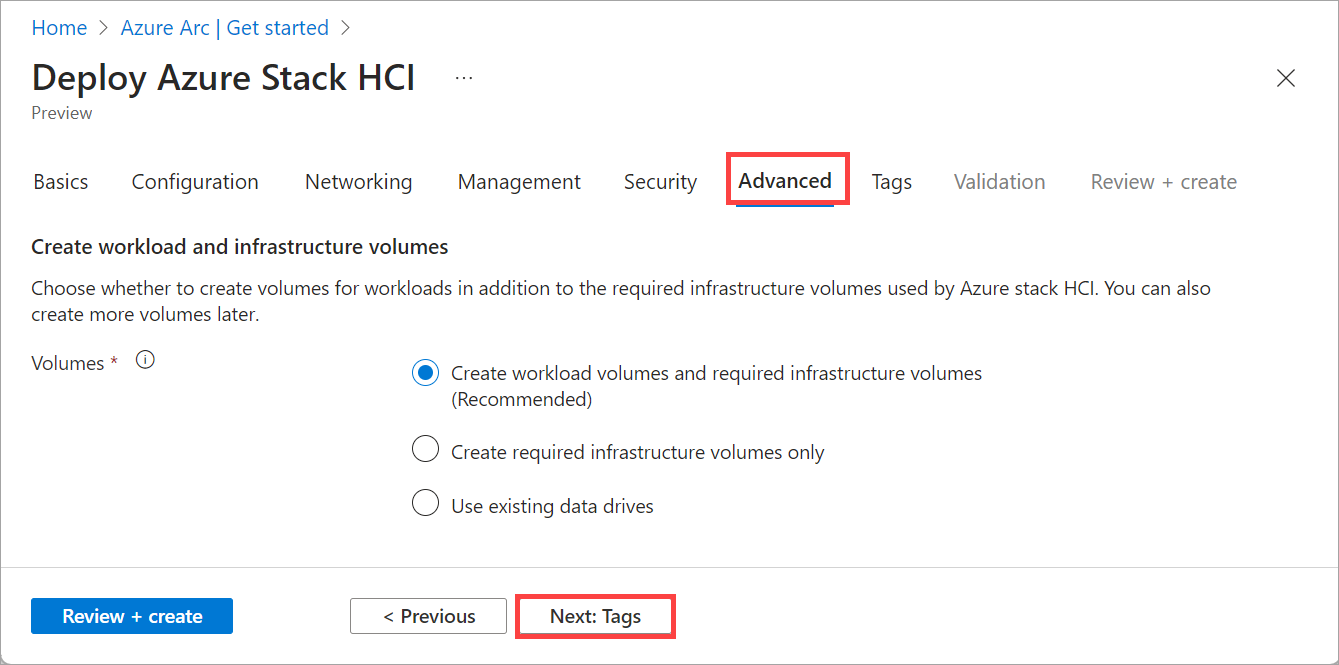 Home > Azure Arc | Get started >
Deploy Azure Stack HCI ...
Preview
Basics Configuration Networking Management Security Advanced Tags Validation Review + create
Create workload and infrastructure volumes
Choose whether to create volumes for workloads in addition to the required infrastructure volumes used by Azure stack HCI. You can also
create more volumes later.
Volumes *
Create workload volumes and required infrastructure volumes
(Recommended)
Create required infrastructure volumes only
Use existing data drives
Review + create < Previous Next: Tags